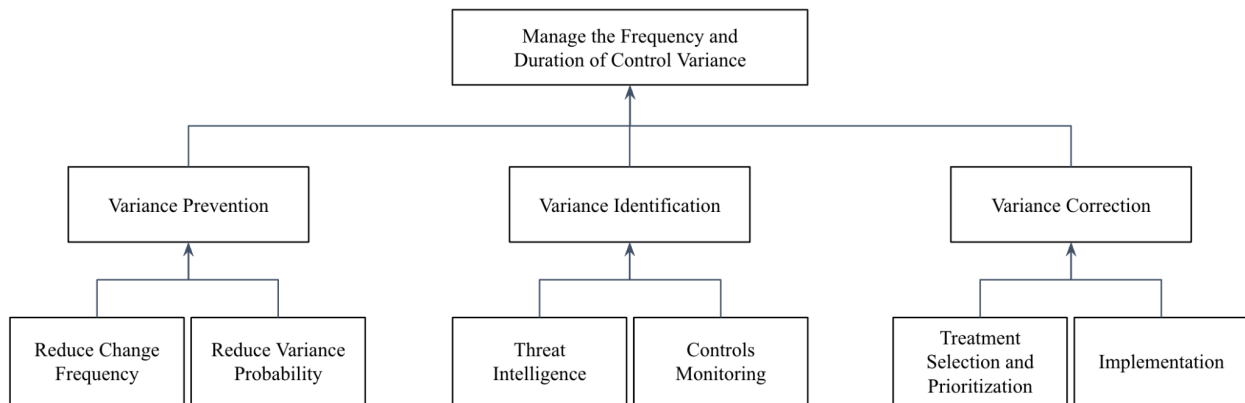 Manage the Frequency and
Duration of Control Variance
Variance Prevention
Variance Identification
Variance Correction
Reduce Change
Frequency
Reduce Variance
Probability
Threat
Intelligence
Controls
Monitoring
Treatment
Selection and
Prioritization
Implementation